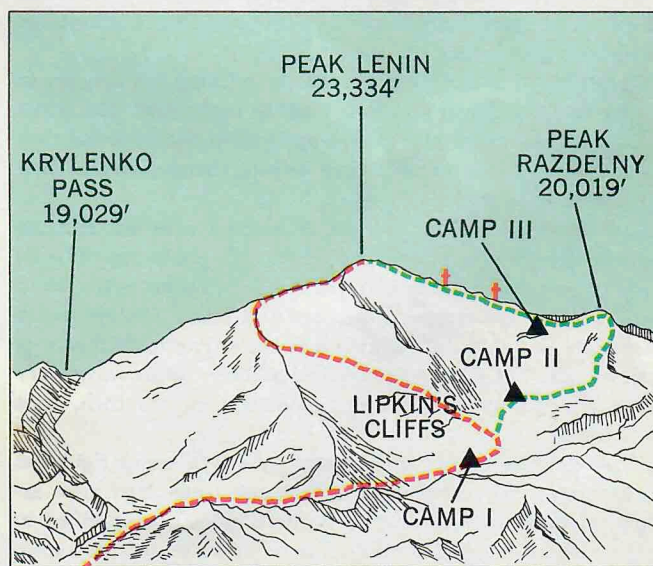 PEAK LENIN
23,334'
KRYLENKO
PASS
19,029'
PEAK
RAZDELNY
20,019'
CAMP III
CAMP II
LIPKIN'S
CLIFFS
CAMP I